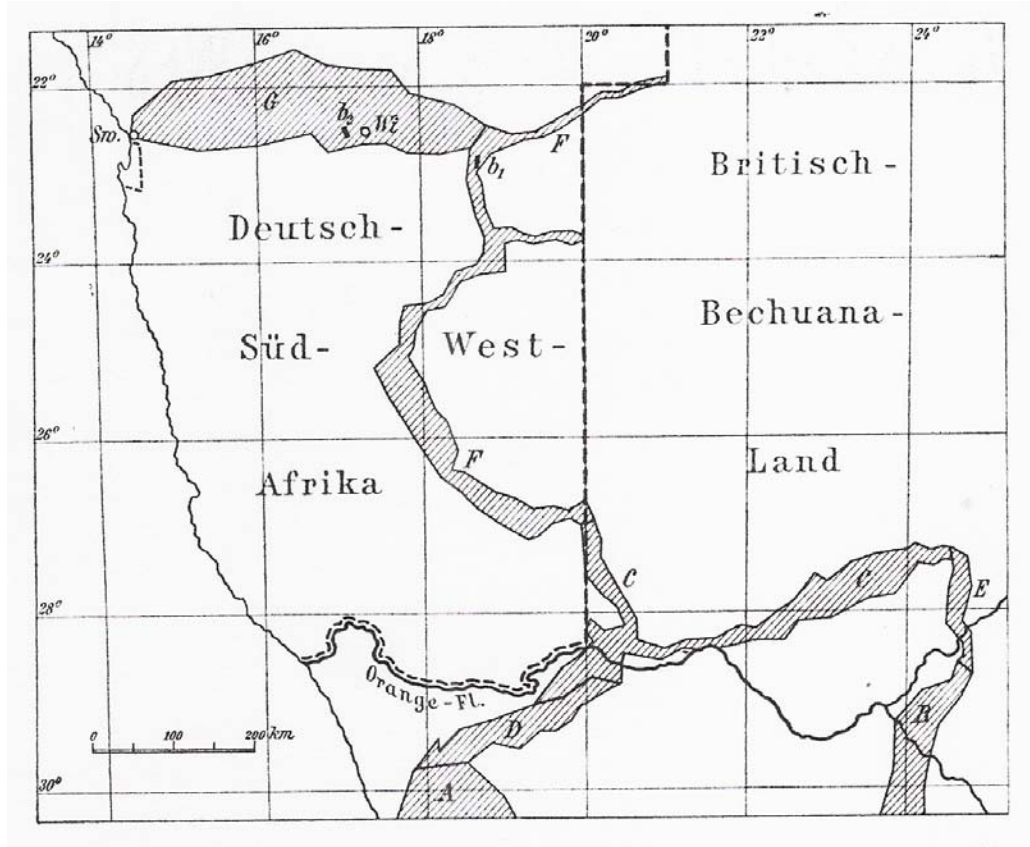 14° 16° 18° 20° 22° 24°
22°
G
b₂
Wi
Sw.
F
b₁
Britisch -
Deutsch -
24°
Bechuana -
Süd -
West -
26°
F
Land
Afrika
C
C
E
28°
Orange-Fl.
B
D
0 100 200 km
30°
A